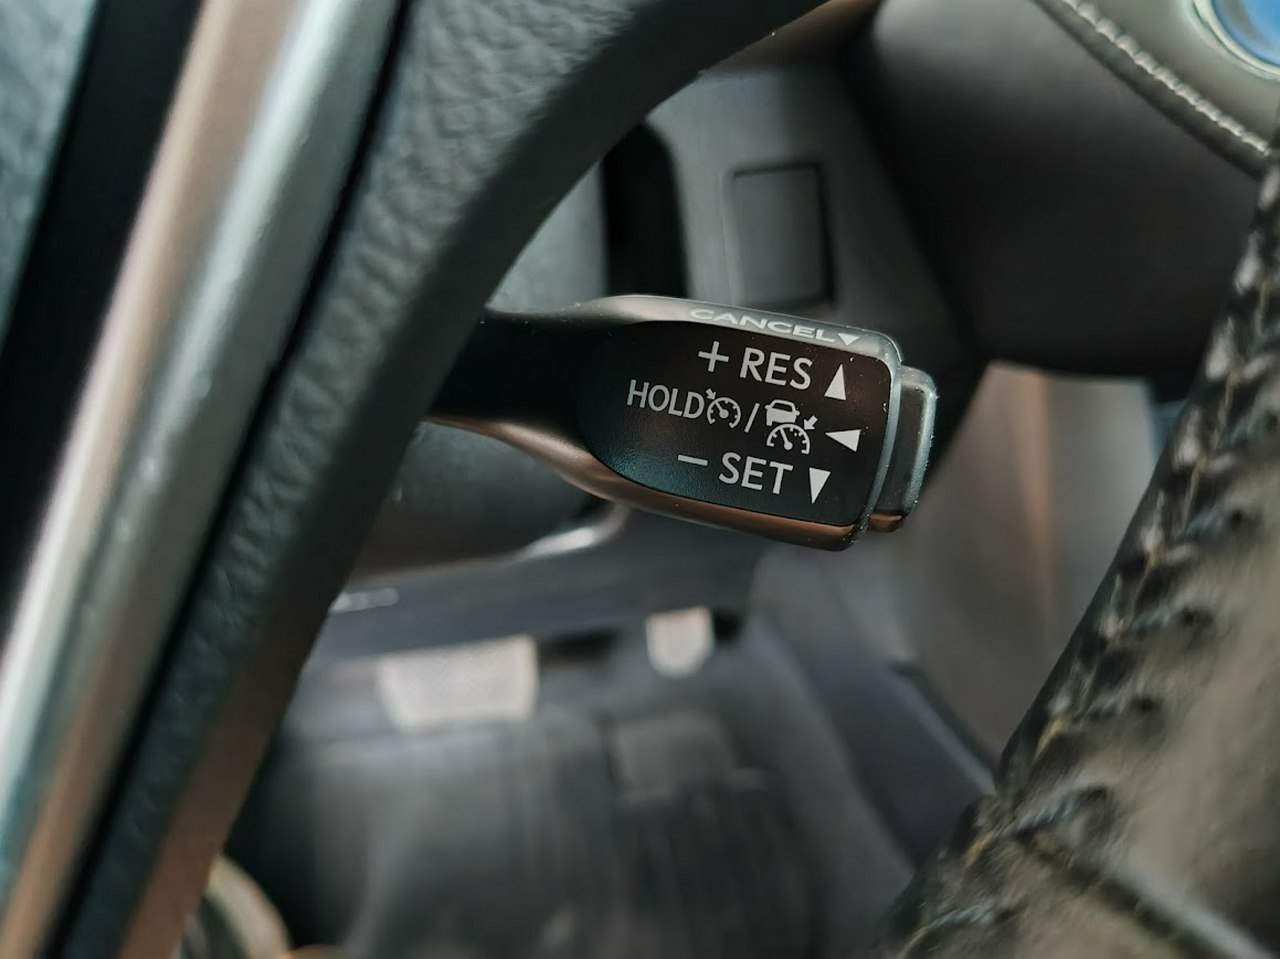 CANCEL
+ RES
HOLD /
− SET